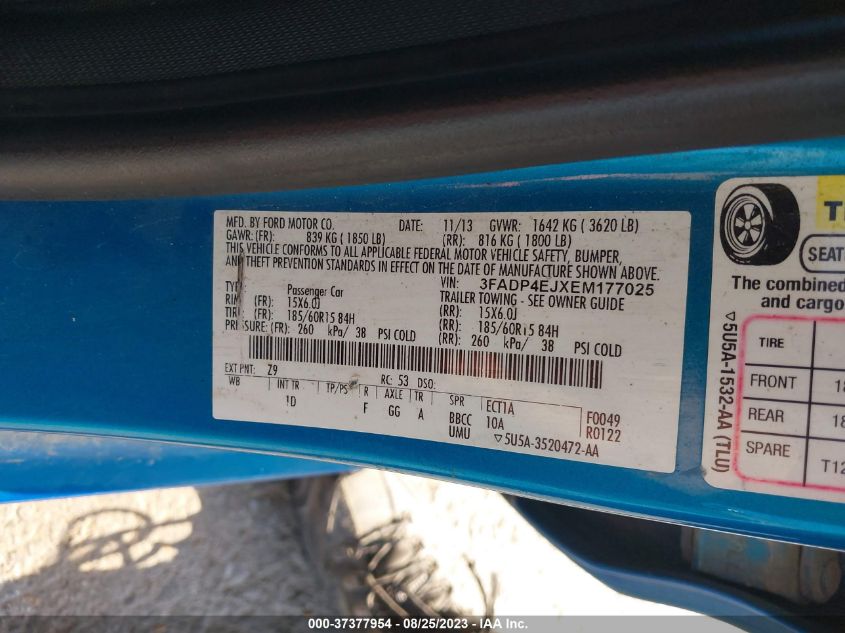 MFD. BY FORD MOTOR CO. DATE: 11/13 GVWR: 1642 KG ( 3620 LB)
GAWR: (FR) 839 KG ( 1850 LB) (RR): 816 KG ( 1800 LB)
THIS VEHICLE CONFORMS TO ALL APPLICABLE FEDERAL MOTOR VEHICLE SAFETY, BUMPER,
AND THEFT PREVENTION STANDARDS IN EFFECT ON THE DATE OF MANUFACTURE SHOWN ABOVE.
VIN: 3FADP4EJXEM177025
TYPE: Passenger Car TRAILER TOWING - SEE OWNER GUIDE
RIM (FR): 15X6.0J (RR): 15X6.0J
TIRE (FR): 185/60R15 84H (RR): 185/60R15 84H
PRESSURE: (FR): 260 kPa/ 38 PSI COLD (RR): 260 kPa/ 38 PSI COLD
EXT PNT: Z9 RC: 53 DSO:
WB INT TR TP/PS R AXLE TR SPR ECT1A F0049
1D F GG A BBCC 10A R0122
UMU ▽5U5A-3520472-AA
SEAT
The combined
and cargo
TIRE
FRONT 18
REAR 18
SPARE T12
▽5U5A-1532-AA (TLU)
000-37377954 - 08/25/2023 - IAA Inc.